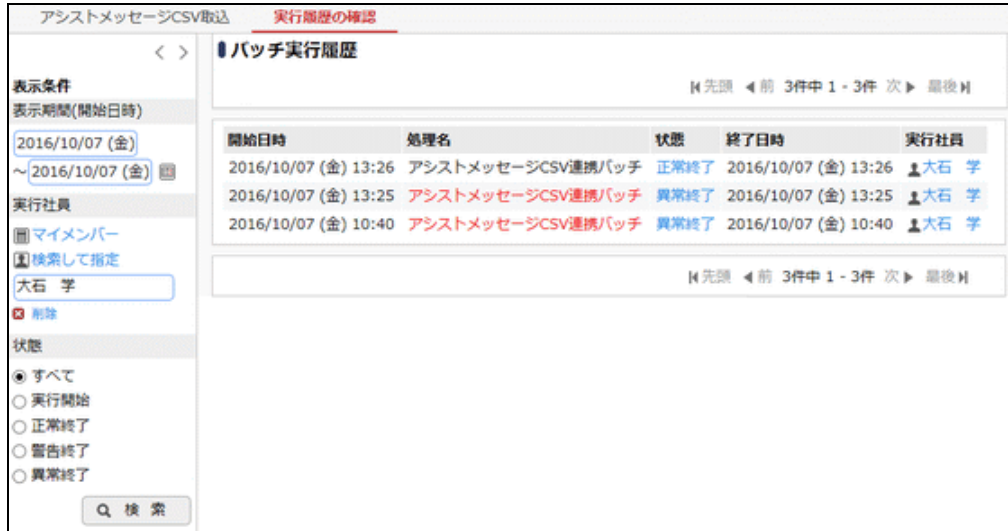 アシストメッセージCSV取込 実行履歴の確認
表示条件
表示期間(開始日時)
2016/10/07 (金)
～2016/10/07 (金)
実行社員
マイメンバー
検索して指定
大石 学
削除
状態
すべて
実行開始
正常終了
警告終了
異常終了
検 索
バッチ実行履歴
先頭 前 3件中 1 - 3件 次 最後
開始日時 処理名 状態 終了日時 実行社員
2016/10/07 (金) 13:26 アシストメッセージCSV連携バッチ 正常終了 2016/10/07 (金) 13:26 大石 学
2016/10/07 (金) 13:25 アシストメッセージCSV連携バッチ 異常終了 2016/10/07 (金) 13:25 大石 学
2016/10/07 (金) 10:40 アシストメッセージCSV連携バッチ 異常終了 2016/10/07 (金) 10:40 大石 学
先頭 前 3件中 1 - 3件 次 最後